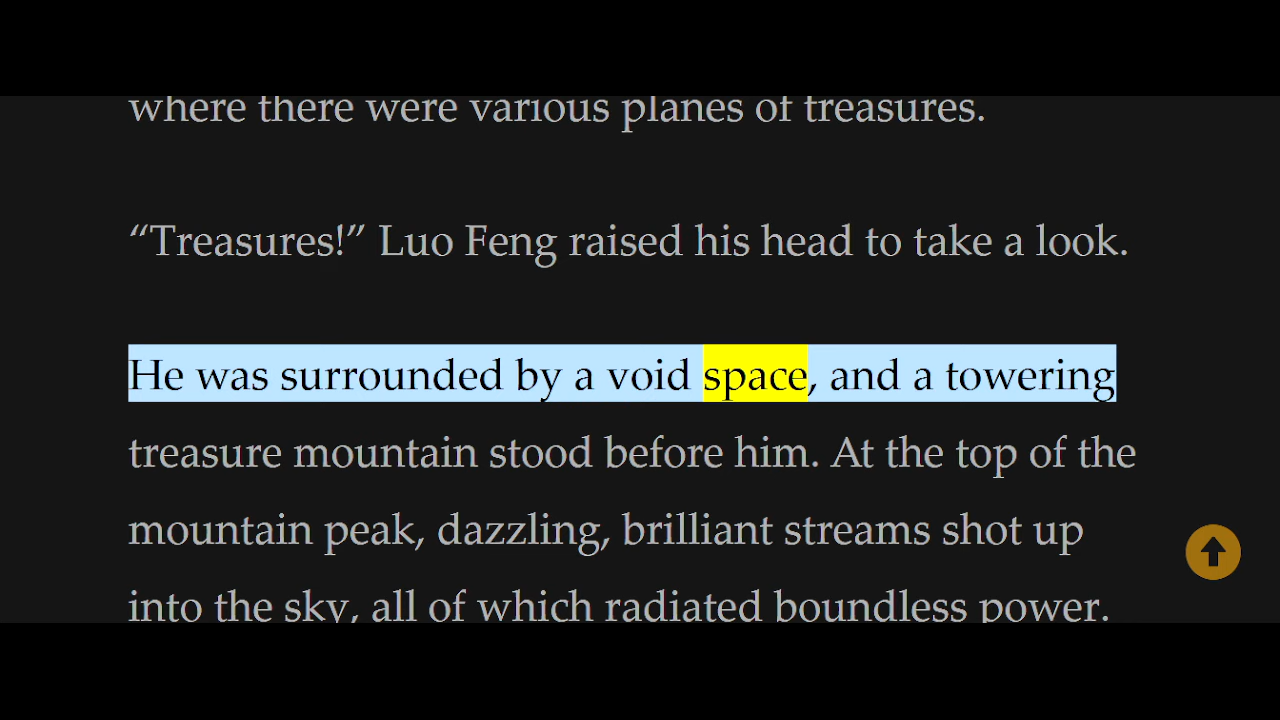 where there were various planes of treasures.
“Treasures!” Luo Feng raised his head to take a look.
He was surrounded by a void space, and a towering
treasure mountain stood before him. At the top of the
mountain peak, dazzling, brilliant streams shot up
into the sky, all of which radiated boundless power.